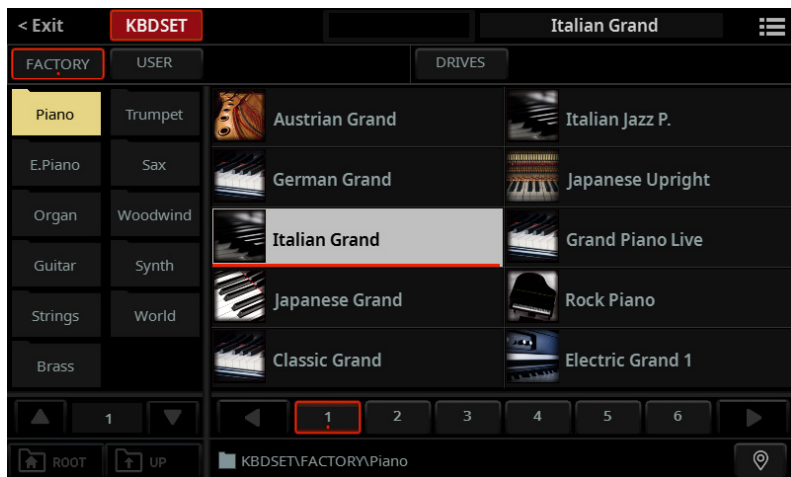 < Exit KBDSET Italian Grand
FACTORY USER DRIVES
Piano Trumpet Austrian Grand Italian Jazz P.
E.Piano Sax German Grand Japanese Upright
Organ Woodwind Italian Grand Grand Piano Live
Guitar Synth
Strings World Japanese Grand Rock Piano
Brass Classic Grand Electric Grand 1
1 1 2 3 4 5 6
ROOT UP KBDSET\FACTORY\Piano